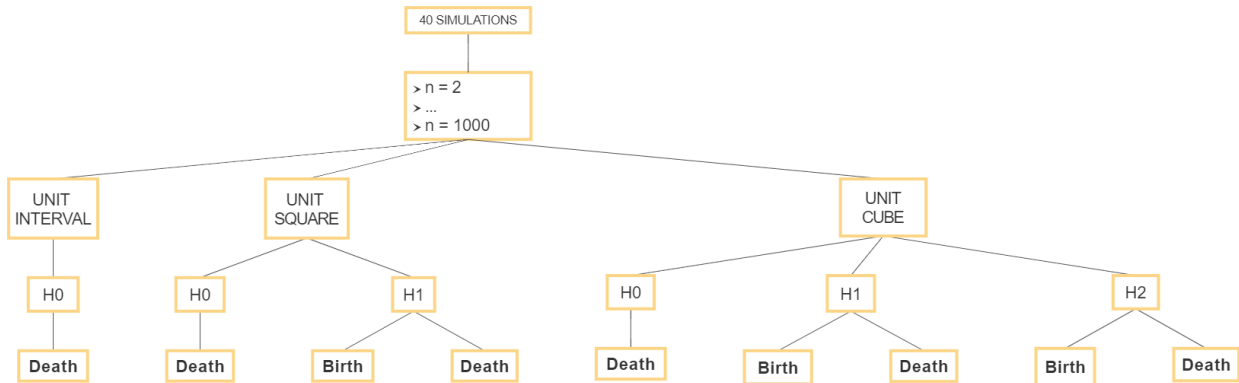 40 SIMULATIONS
➤ n = 2
➤ ...
➤ n = 1000
UNIT
INTERVAL
UNIT
SQUARE
UNIT
CUBE
H0
H0
H1
H0
H1
H2
Death
Death
Birth
Death
Death
Birth
Death
Birth
Death